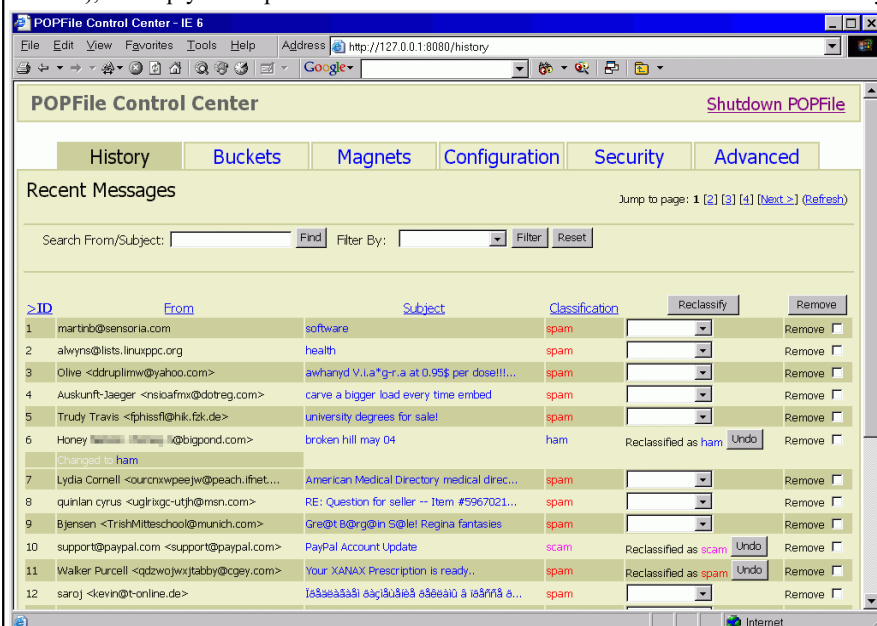 POPFile Control Center - IE 6
File Edit View Favorites Tools Help Address http://127.0.0.1:8080/history
Google
POPFile Control Center Shutdown POPFile
History Buckets Magnets Configuration Security Advanced
Recent Messages
Jump to page: 1 [2] [3] [4] [Next >] (Refresh)
Search From/Subject: Find Filter By: Filter Reset
>ID From Subject Classification Reclassify Remove
1 martinb@sensoria.com software spam Remove
2 alwyns@lists.linuxppc.org health spam Remove
3 Olive <ddruplimw@yahoo.com> awhanyd V.i.a*g-r.a at 0.95$ per dose!!!... spam Remove
4 Auskunft-Jaeger <nsioafmx@dotreg.com> carve a bigger load every time embed spam Remove
5 Trudy Travis <fphissfl@hik.fzk.de> university degrees for sale! spam Remove
6 Honey @bigpond.com> broken hill may 04 ham Reclassified as ham Undo Remove
Changed to ham
7 Lydia Cornell <ourcnxwpeejw@peach.ifnet.... American Medical Directory medical direc... spam Remove
8 quinlan cyrus <uglrixgc-utjh@msn.com> RE: Question for seller -- Item #5967021... spam Remove
9 Bjensen <TrishMitteschool@munich.com> Gre@t B@rg@in S@le! Regina fantasies spam Remove
10 support@paypal.com <support@paypal.com> PayPal Account Update scam Reclassified as scam Undo Remove
11 Walker Purcell <qdzwojwxjtabby@cgey.com> Your XANAX Prescription is ready.. spam Reclassified as spam Undo Remove
12 saroj <kevin@t-online.de> spam Remove
Internet